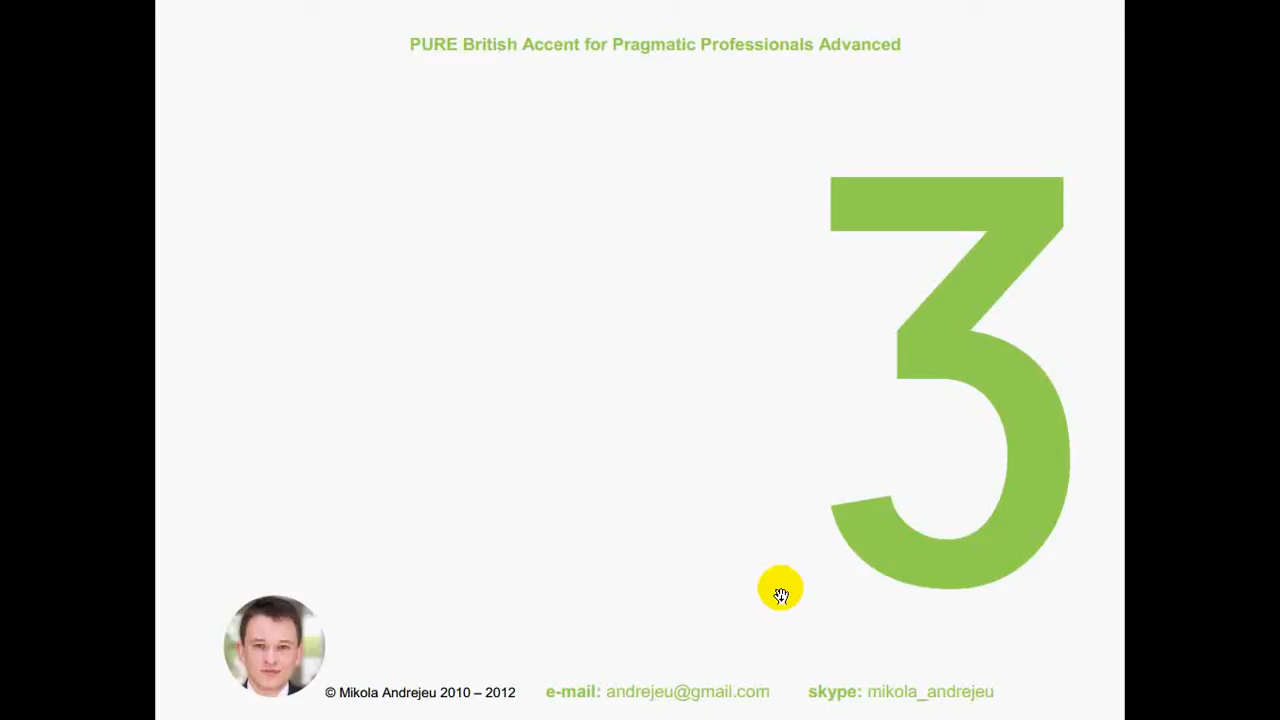 PURE British Accent for Pragmatic Professionals Advanced
3
© Mikola Andrejeu 2010 – 2012 e-mail: andrejeu@gmail.com skype: mikola_andrejeu